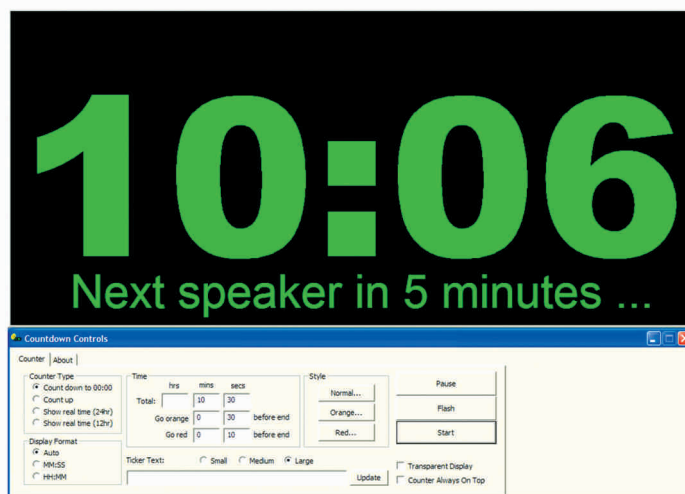 10:06
Next speaker in 5 minutes ...
Countdown Controls
Counter About
Counter Type
Count down to 00:00
Count up
Show real time (24hr)
Show real time (12hr)
Display Format
Auto
MM:SS
HH:MM
Time
hrs mins secs
Total: 10 30
Go orange 0 30 before end
Go red 0 10 before end
Ticker Text: Small Medium Large
Update
Style
Normal...
Orange...
Red...
Pause
Flash
Start
Transparent Display
Counter Always On Top